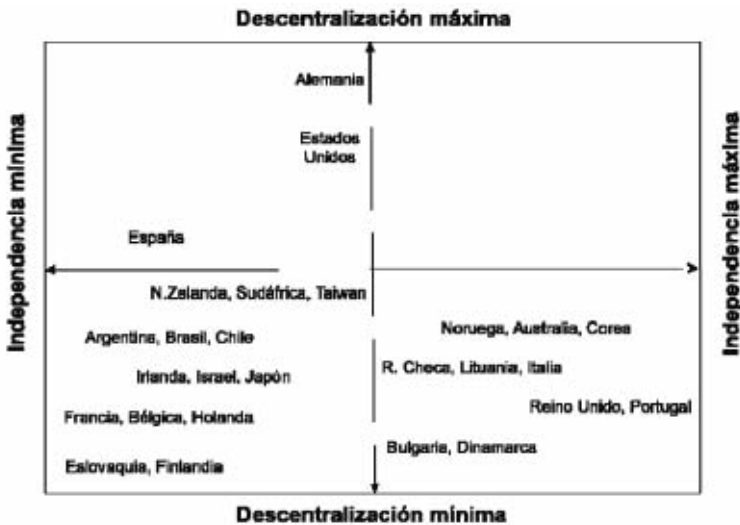 Descentralización máxima
Alemania
Estados
Unidos
Independencia mínima
Independencia máxima
España
N.Zelanda, Sudáfrica, Taiwan
Noruega, Australia, Corea
Argentina, Brasil, Chile
R. Checa, Lituania, Italia
Irlanda, Israel, Japón
Reino Unido, Portugal
Francia, Bélgica, Holanda
Bulgaria, Dinamarca
Eslovaquia, Finlandia
Descentralización mínima